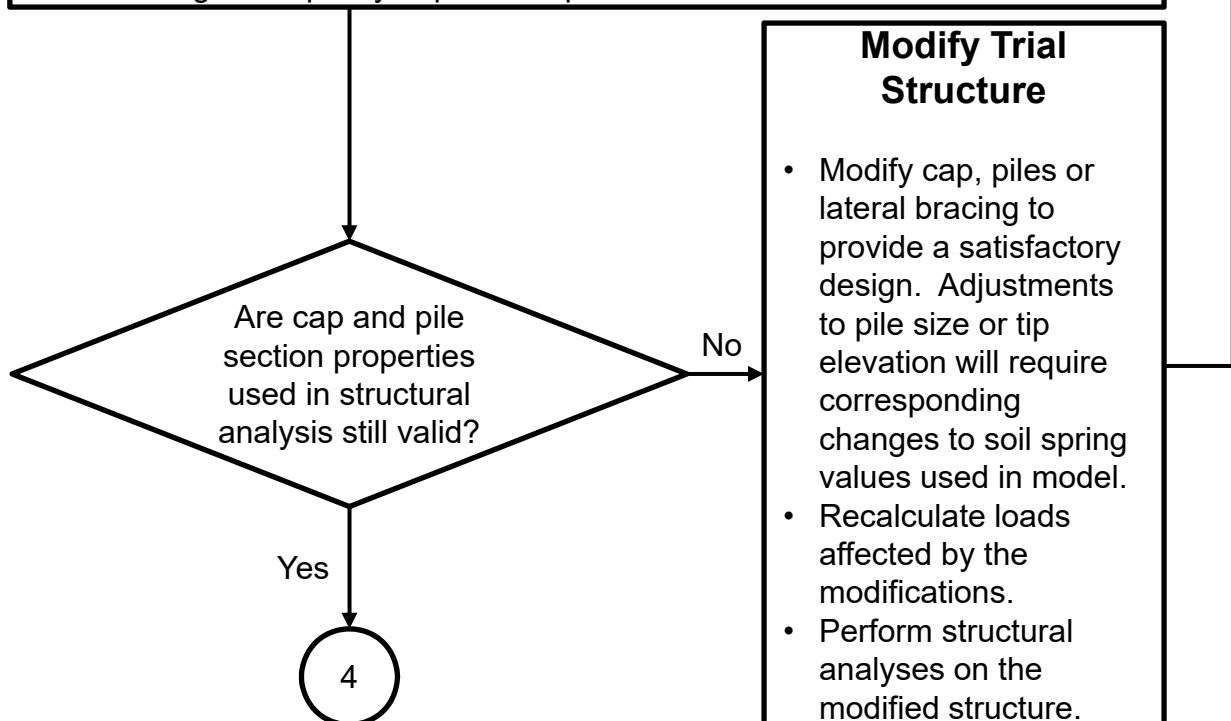 Modify Trial
Structure
• Modify cap, piles or
lateral bracing to
provide a satisfactory
design.  Adjustments
to pile size or tip
elevation will require
corresponding
changes to soil spring
values used in model.
• Recalculate loads
affected by the
modifications.
• Perform structural
analyses on the
modified structure.
Are cap and pile
section properties
used in structural
analysis still valid?
No
Yes
4